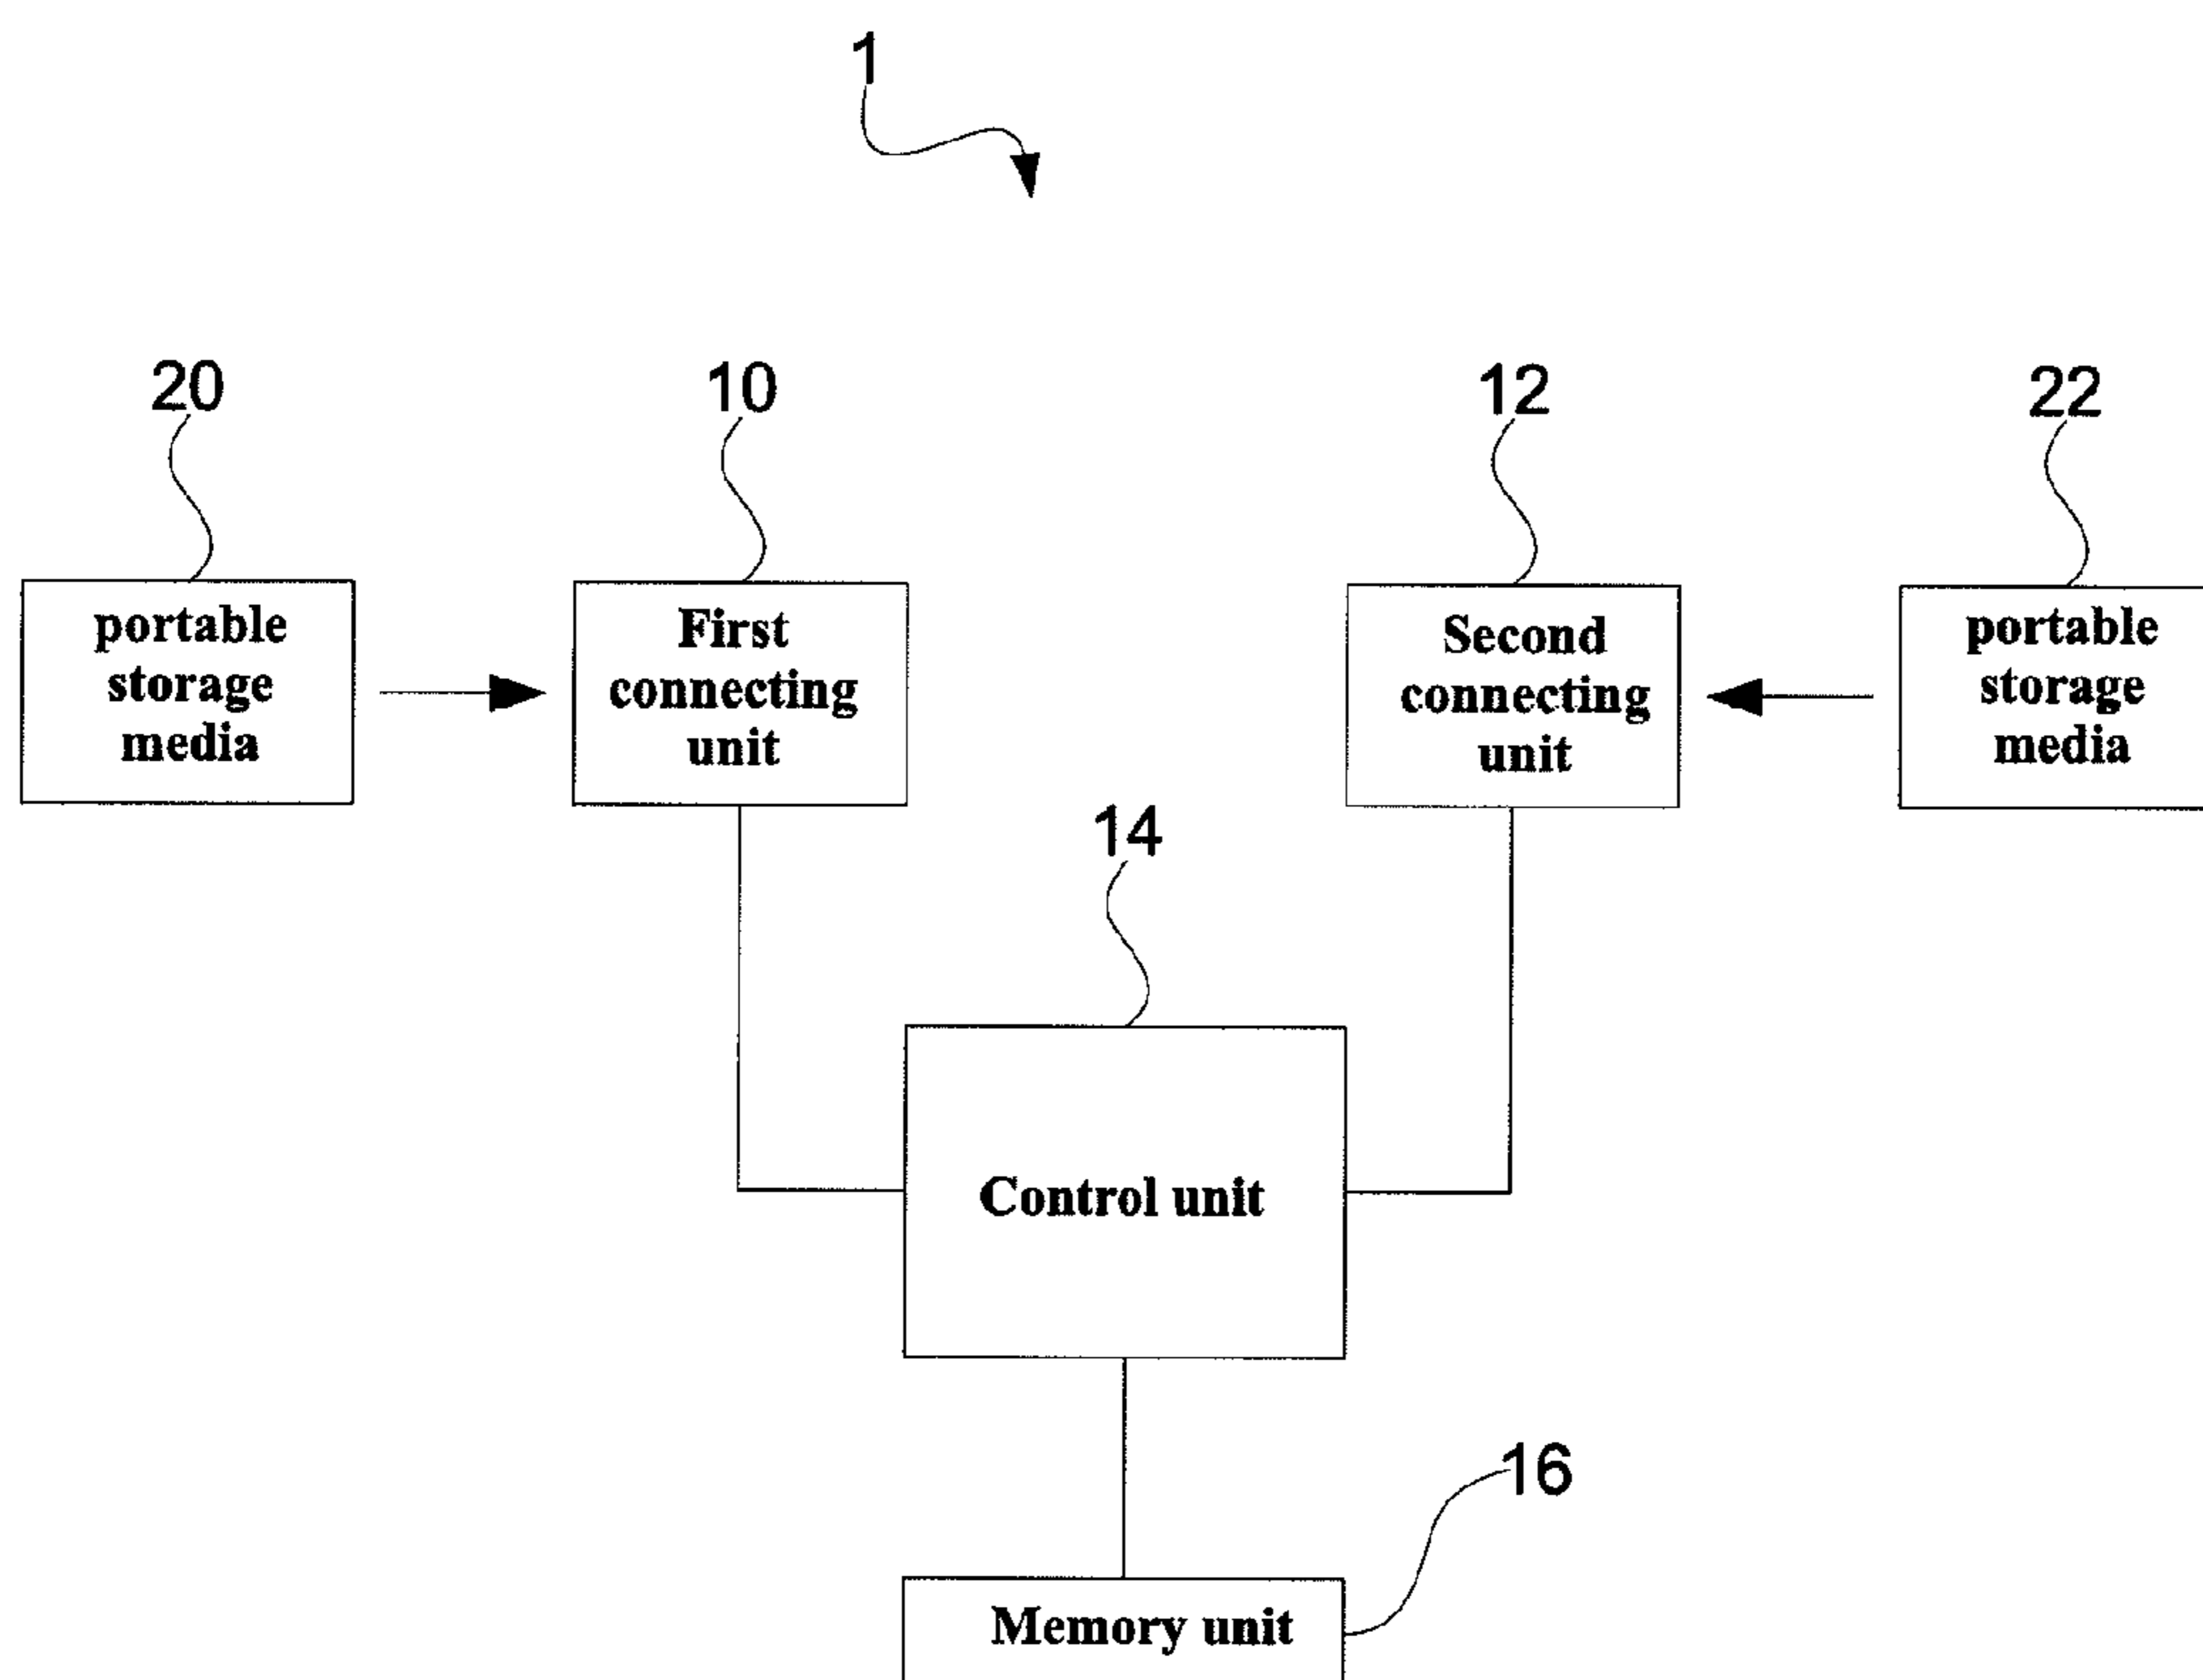 1
20
10
12
22
portable
storage
media
First
connecting
unit
Second
connecting
unit
portable
storage
media
14
Control unit
16
Memory unit